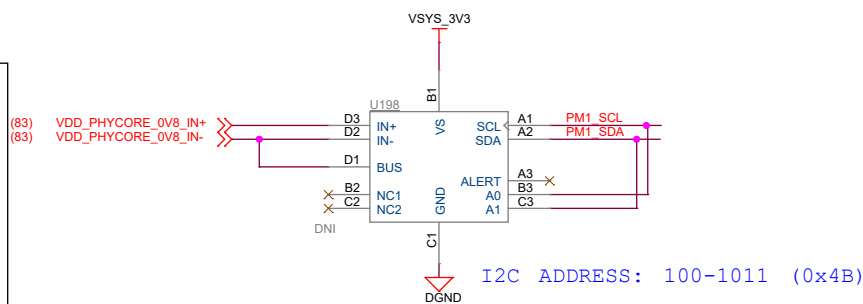 VSYS_3V3
B1
U198
(83) VDD_PHYCORE_0V8_IN+ D3 IN+ VS SCL A1 PM1_SCL
(83) VDD_PHYCORE_0V8_IN- D2 IN- SDA A2 PM1_SDA
D1 BUS
ALERT A3
B2 NC1 GND A0 B3
C2 NC2 A1 C3
DNI
C1
I2C ADDRESS: 100-1011 (0x4B)
DGND